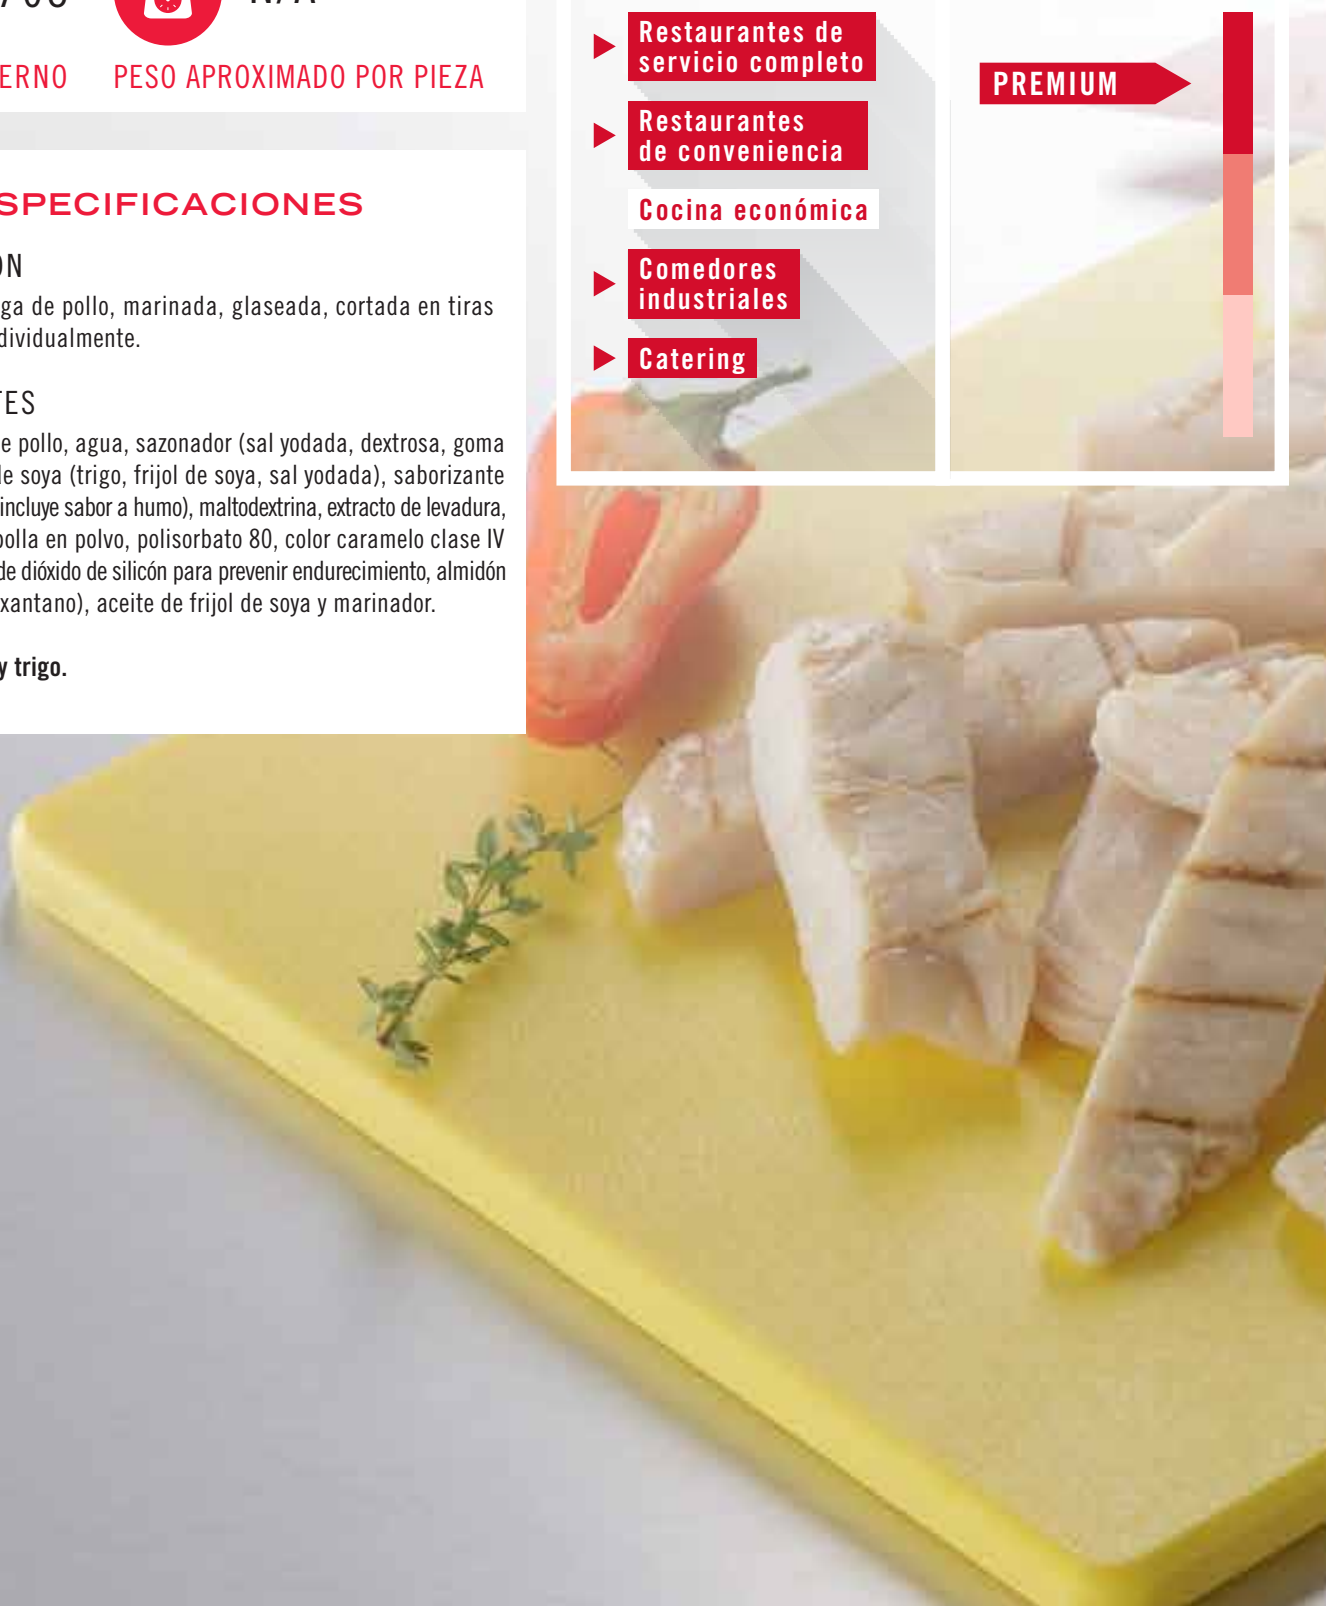 ERNO
PESO APROXIMADO POR PIEZA
SPECIFICACIONES
ÓN
ga de pollo, marinada, glaseada, cortada en tiras
dividualmente.
TES
e pollo, agua, sazonador (sal yodada, dextrosa, goma
de soya (trigo, frijol de soya, sal yodada), saborizante
incluye sabor a humo), maltodextrina, extracto de levadura,
bolla en polvo, polisorbato 80, color caramelo clase IV
de dióxido de silicón para prevenir endurecimiento, almidón
xantano), aceite de frijol de soya y marinador.
y trigo.
Restaurantes de
servicio completo
Restaurantes
de conveniencia
Cocina económica
Comedores
industriales
Catering
PREMIUM